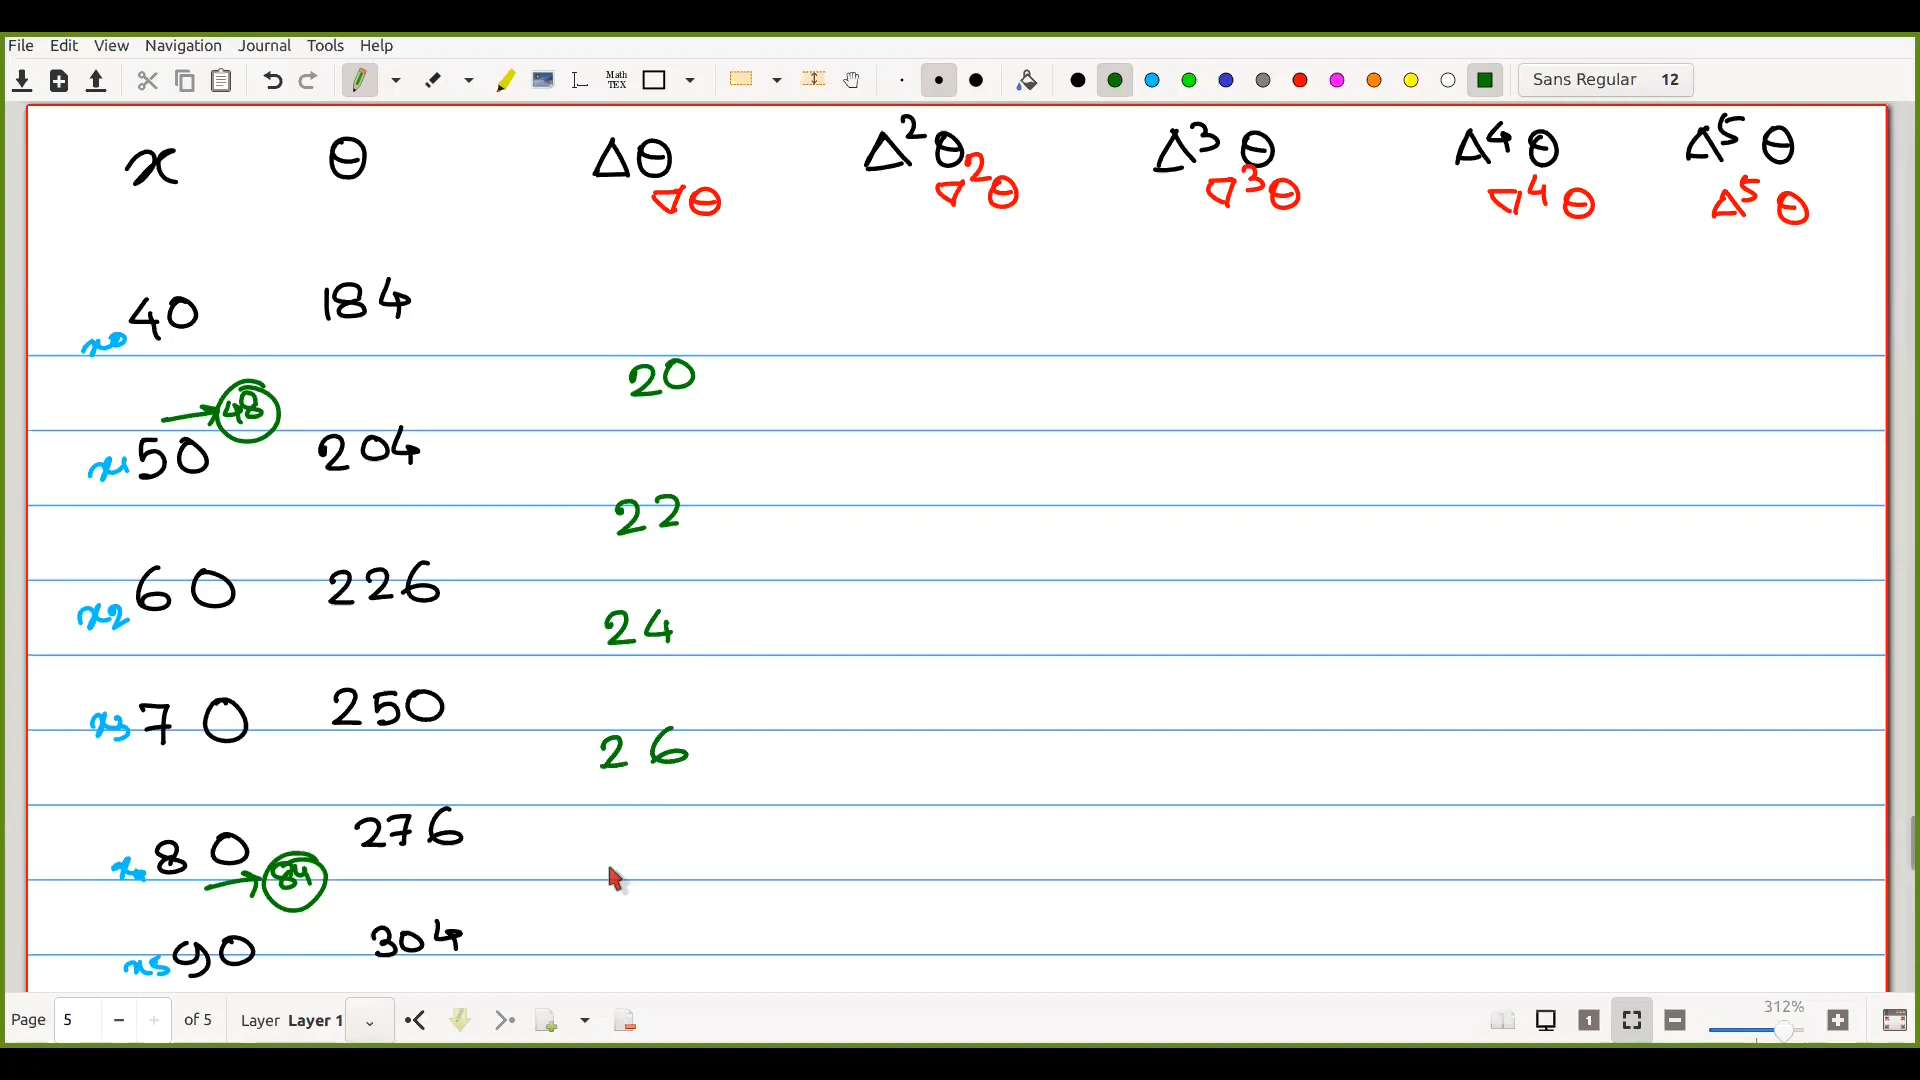 File Edit View Navigation Journal Tools Help
Math TEX Sans Regular 12
x θ Δθ Δ²θ Δ³θ Δ⁴θ Δ⁵θ
∇θ ∇²θ ∇³θ ∇⁴θ Δ⁵θ
x0 40 184
20
48
x1 50 204
22
x2 60 226
24
x3 70 250
26
x4 80 276
84
x5 90 304
Page 5 of 5 Layer Layer 1 1 312%